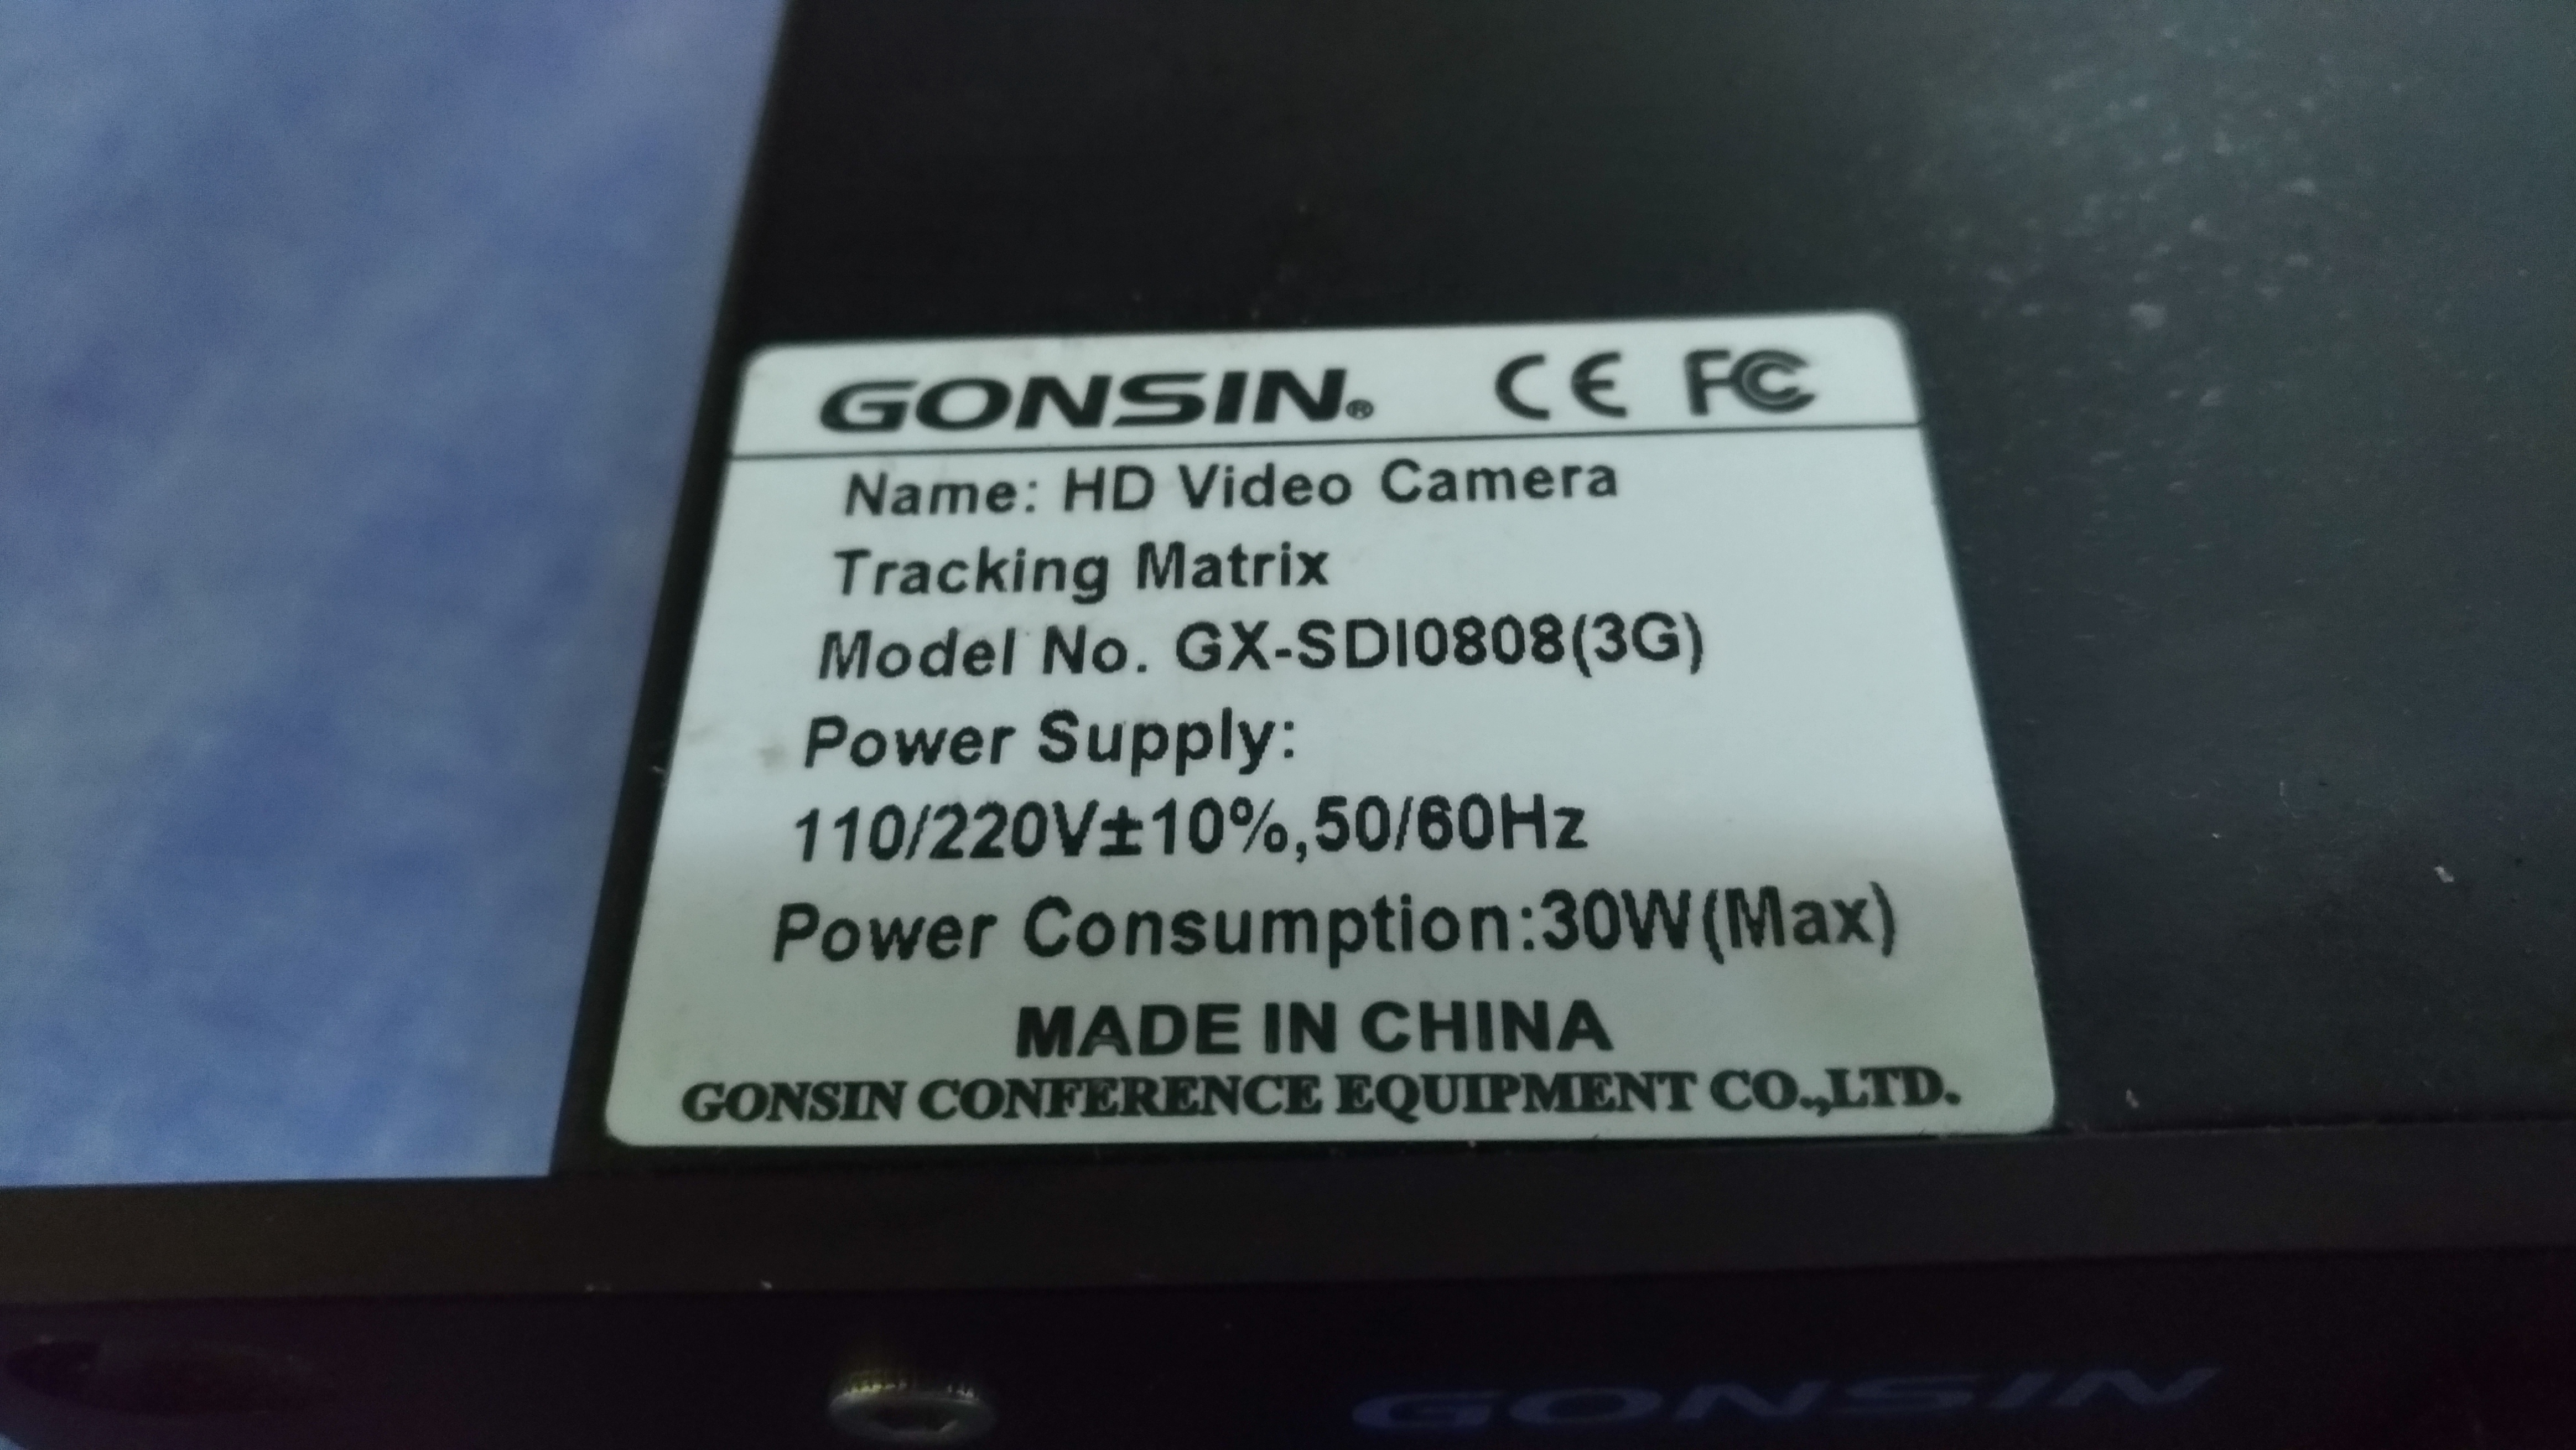 GONSIN® CE FC
Name: HD Video Camera
Tracking Matrix
Model No. GX-SDI0808(3G)
Power Supply:
110/220V±10%,50/60Hz
Power Consumption:30W(Max)
MADE IN CHINA
GONSIN CONFERENCE EQUIPMENT CO.,LTD.
GONSIN